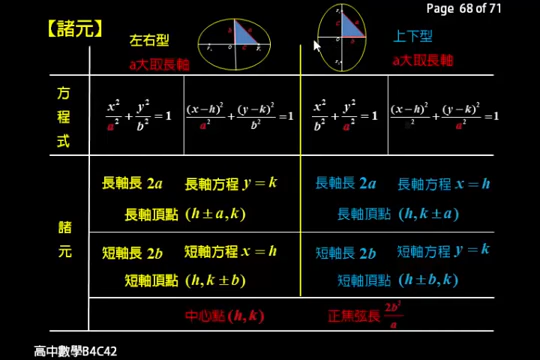 Page 68 of 71
【諸元】
左右型
a大取長軸
上下型
a大取長軸
方程式
x²/a² + y²/b² = 1
(x−h)²/a² + (y−k)²/b² = 1
x²/b² + y²/a² = 1
(x−h)²/² + (y−k)²/a² = 1
諸元
長軸長 2a 長軸方程 y = k
長軸頂點 (h ± a, k)
長軸長 2a 長軸方程 x = h
長軸頂點 (h, k ± a)
短軸長 2b 短軸方程 x = h
短軸頂點 (h, k ± b)
短軸長 2b 短軸方程 y = k
短軸頂點 (h ± b, k)
中心點 (h, k) 正焦弦長 2b²/a
高中數學B4C42